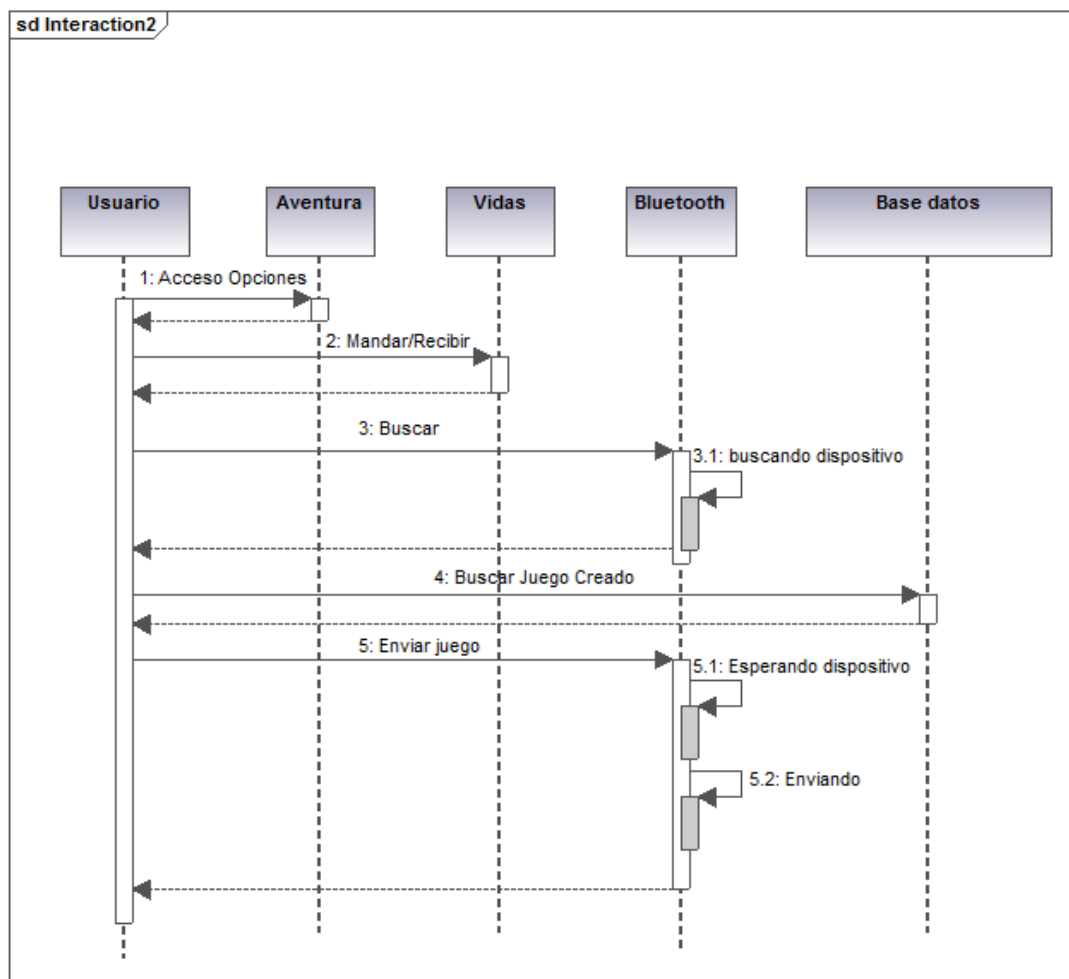 sd Interaction2
Usuario
Aventura
Vidas
Bluetooth
Base datos
1: Acceso Opciones
2: Mandar/Recibir
3: Buscar
3.1: buscando dispositivo
4: Buscar Juego Creado
5: Enviar juego
5.1: Esperando dispositivo
5.2: Enviando